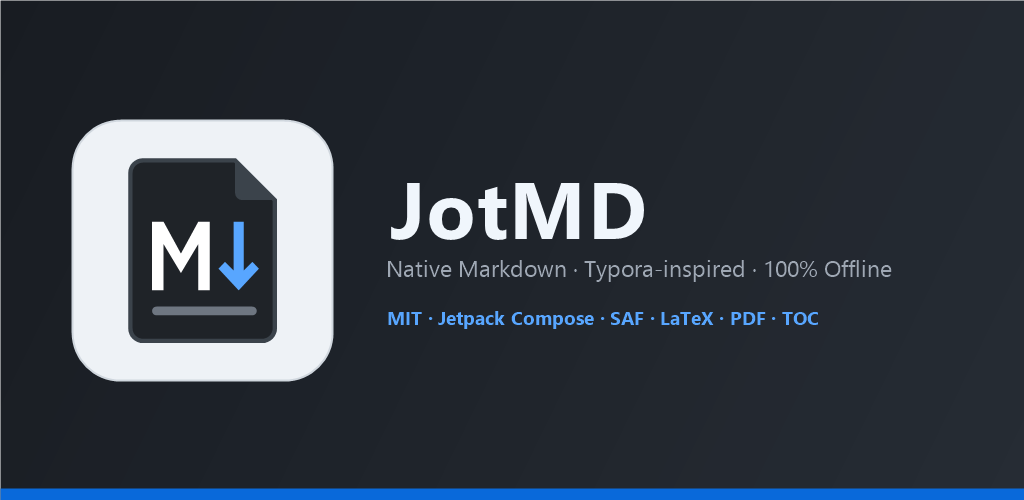 M↓
JotMD
Native Markdown · Typora-inspired · 100% Offline
MIT · Jetpack Compose · SAF · LaTeX · PDF · TOC